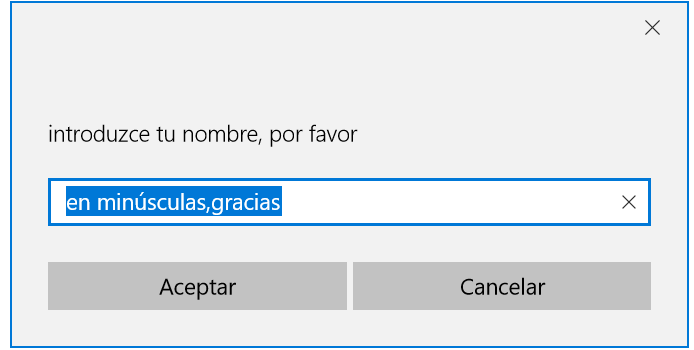 introduzce tu nombre, por favor
en minúsculas,gracias
Aceptar
Cancelar